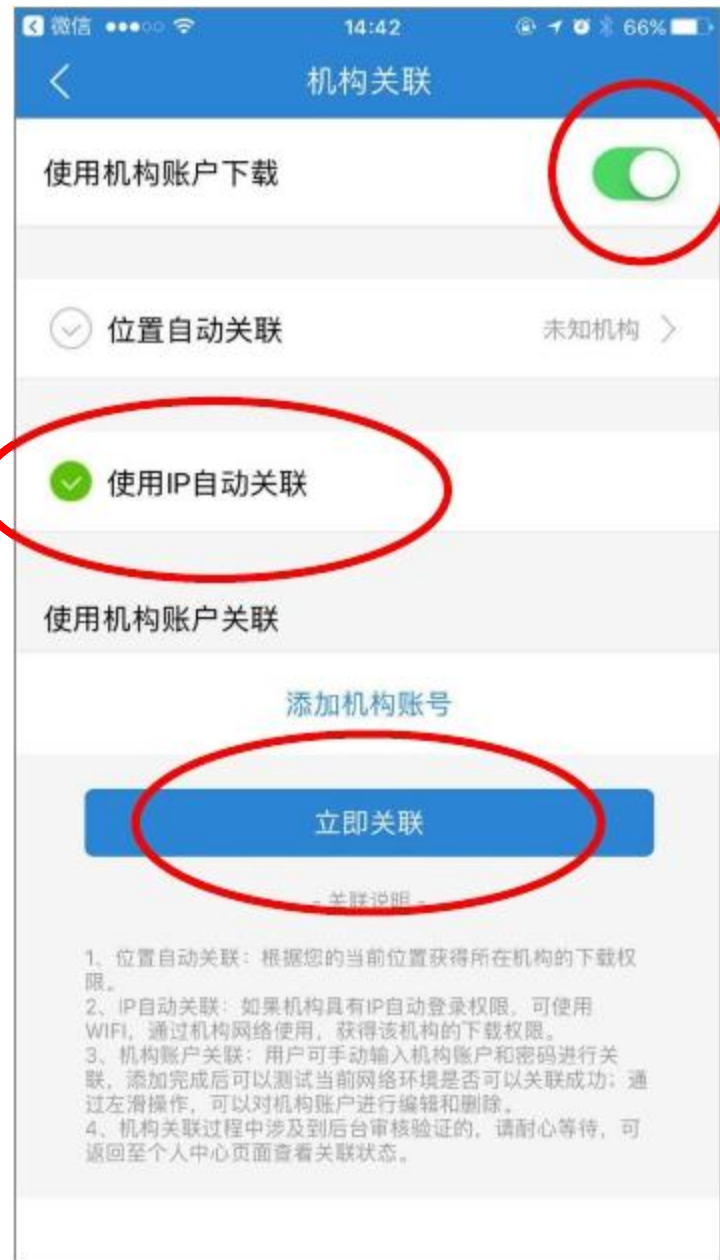 微信 14:42 66%
机构关联
使用机构账户下载
位置自动关联 未知机构
使用IP自动关联
使用机构账户关联
添加机构账号
立即关联
- 关联说明 -
1、位置自动关联：根据您的当前位置获得所在机构的下载权
限。
2、IP自动关联：如果机构具有IP自动登录权限，可使用
WIFI，通过机构网络使用，获得该机构的下载权限。
3、机构账户关联：用户可手动输入机构账户和密码进行关
联，添加完成后可以测试当前网络环境是否可以关联成功；通
过左滑操作，可以对机构账户进行编辑和删除。
4、机构关联过程中涉及到后台审核验证的，请耐心等待，可
返回至个人中心页面查看关联状态。